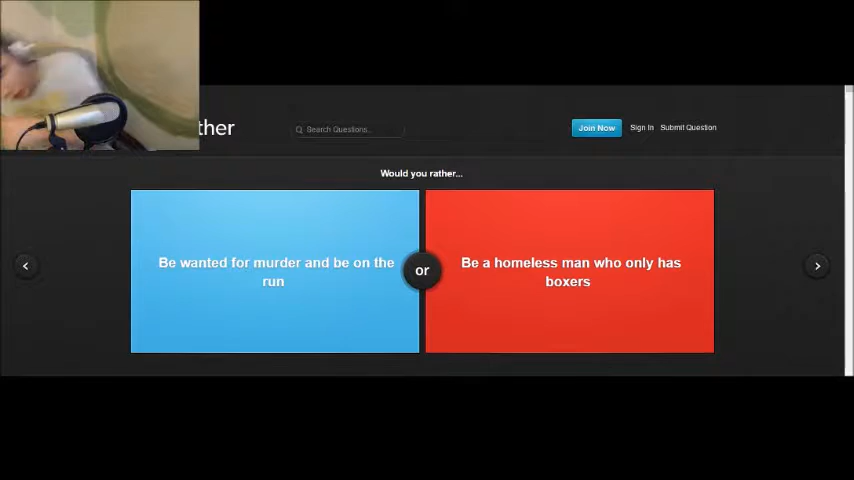 ther
Search Questions...
Join Now
Sign In
Submit Question
Would you rather...
Be wanted for murder and be on the
run
or
Be a homeless man who only has
boxers